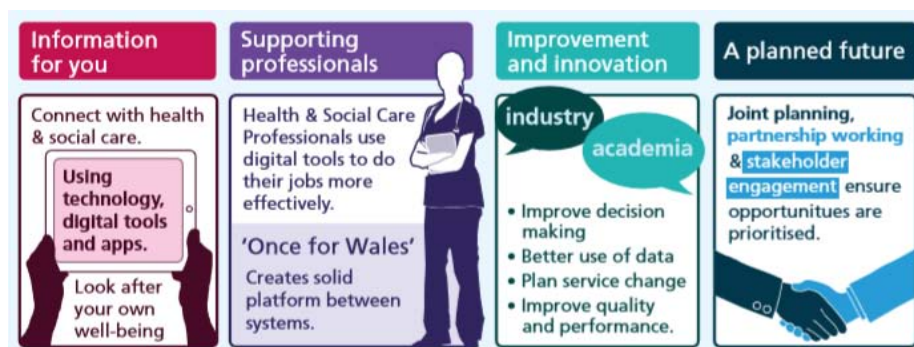 Information
for you
Connect with health
& social care.
Using
technology,
digital tools
and apps.
Look after
your own
well-being
Supporting
professionals
Health & Social Care
Professionals use
digital tools to do
their jobs more
effectively.
'Once for Wales'
Creates solid
platform between
systems.
Improvement
and innovation
industry
academia
• Improve decision
making
• Better use of data
• Plan service change
• Improve quality
and performance.
A planned future
Joint planning,
partnership working
& stakeholder
engagement ensure
opportunitues are
prioritised.